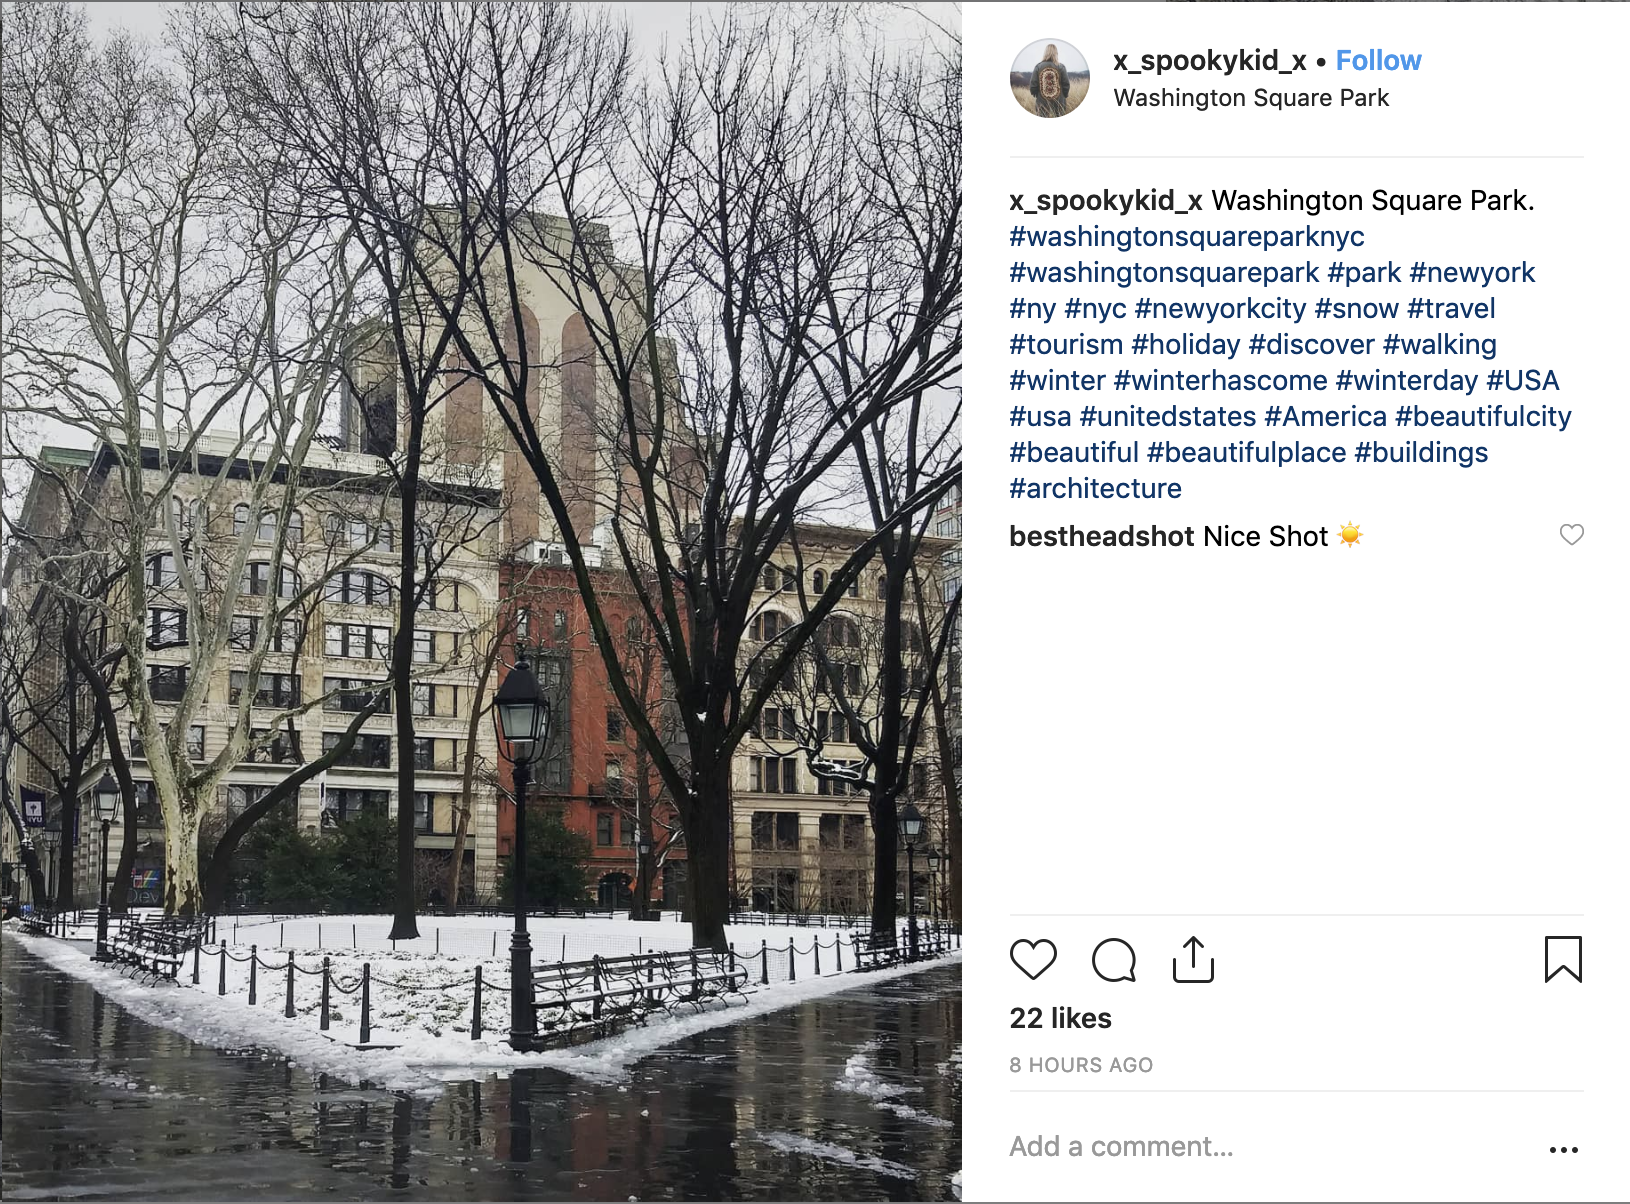 x_spookykid_x • Follow
Washington Square Park
x_spookykid_x Washington Square Park.
#washingtonsquareparknyc
#washingtonsquarepark #park #newyork
#ny #nyc #newyorkcity #snow #travel
#tourism #holiday #discover #walking
#winter #winterhascome #winterday #USA
#usa #unitedstates #America #beautifulcity
#beautiful #beautifulplace #buildings
#architecture
bestheadshot Nice Shot ☀️
22 likes
8 HOURS AGO
Add a comment...
NYU